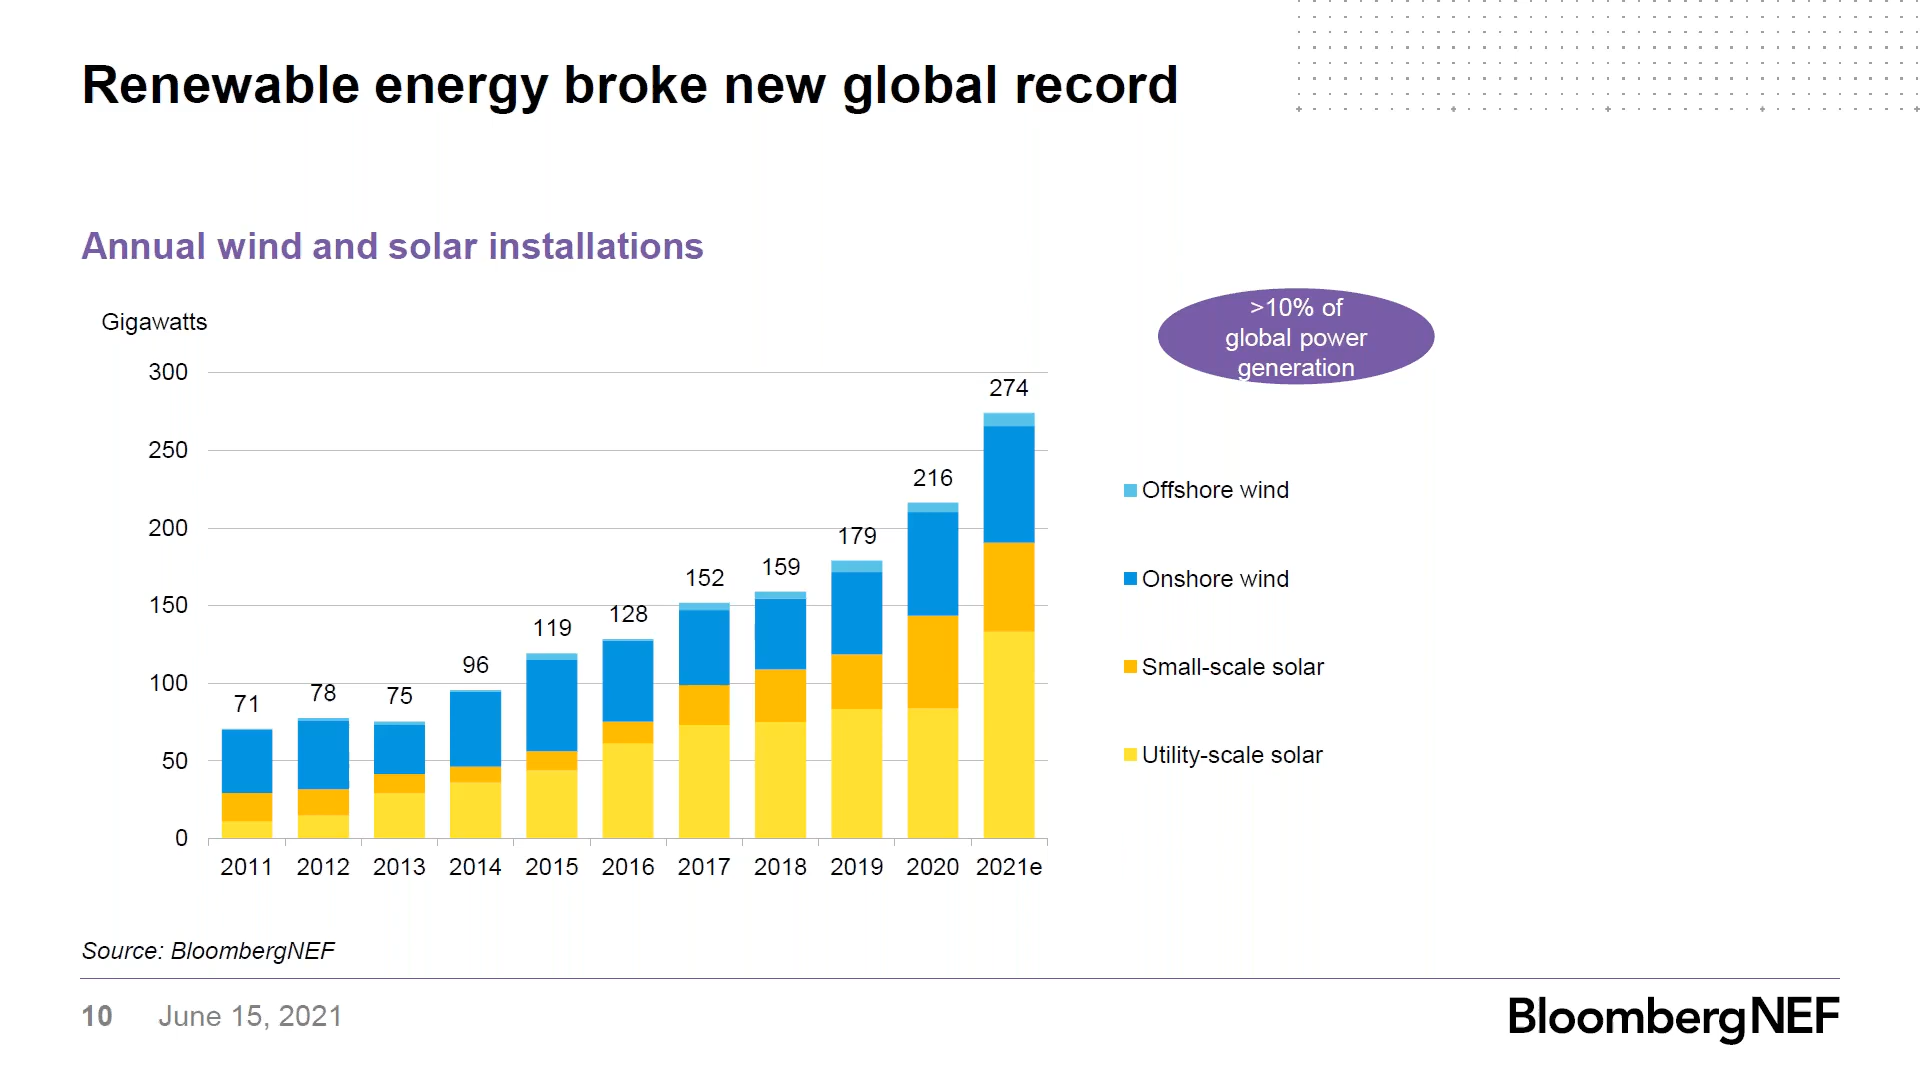 Renewable energy broke new global record
Annual wind and solar installations
Gigawatts
>10% of
global power
generation
300
250
200
150
100
50
0
71
78
75
96
119
128
152
159
179
216
274
2011 2012 2013 2014 2015 2016 2017 2018 2019 2020 2021e
Offshore wind
Onshore wind
Small-scale solar
Utility-scale solar
Source: BloombergNEF
10 June 15, 2021
BloombergNEF